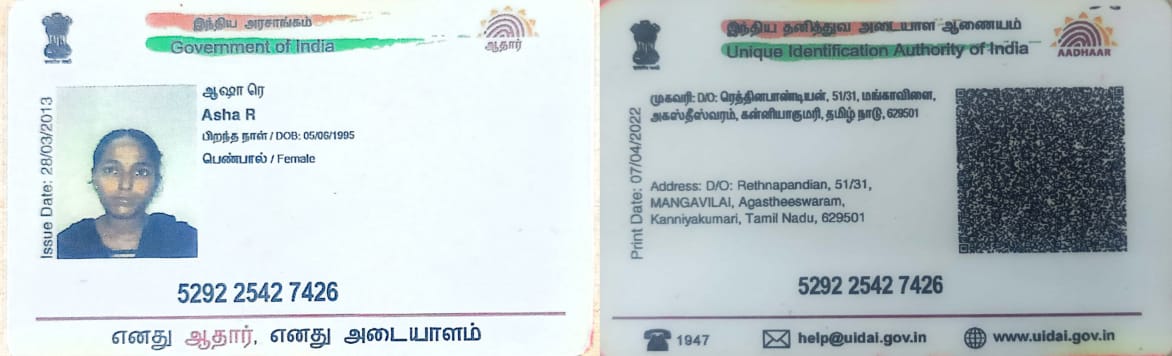 இந்திய அரசாங்கம்
Government of India
ஆதார்
Issue Date: 28/03/2013
ஆஷா ரெ
Asha R
பிறந்த நாள் / DOB: 05/06/1995
பெண்பால் / Female
5292 2542 7426
எனது ஆதார், எனது அடையாளம்
இந்திய தனித்துவ அடையாள ஆணையம்
Unique Identification Authority of India
AADHAAR
Print Date: 07/04/2022
முகவரி: D/O: ரெத்தினபாண்டியன், 51/31, மங்காவிளை,
அகஸ்தீஸ்வரம், கன்னியாகுமரி, தமிழ் நாடு, 629501
Address: D/O: Rethnapandian, 51/31,
MANGAVILAI, Agastheeswaram,
Kanniyakumari, Tamil Nadu, 629501
5292 2542 7426
1947
help@uidai.gov.in
www.uidai.gov.in